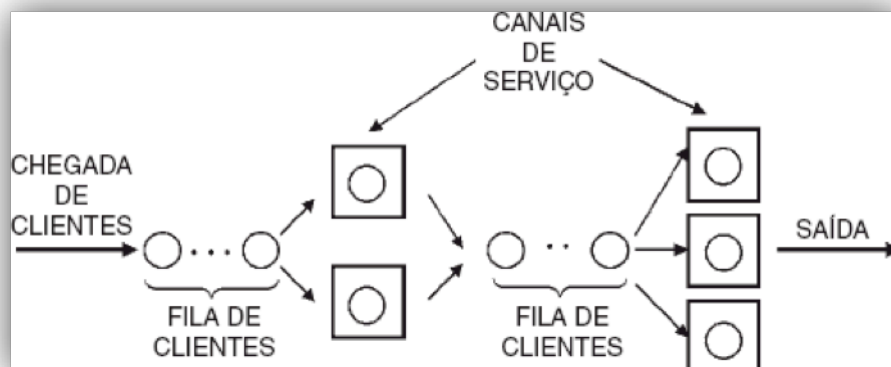 CANAIS
DE
SERVIÇO
CHEGADA
DE
CLIENTES
SAÍDA
FILA DE
CLIENTES
FILA DE
CLIENTES